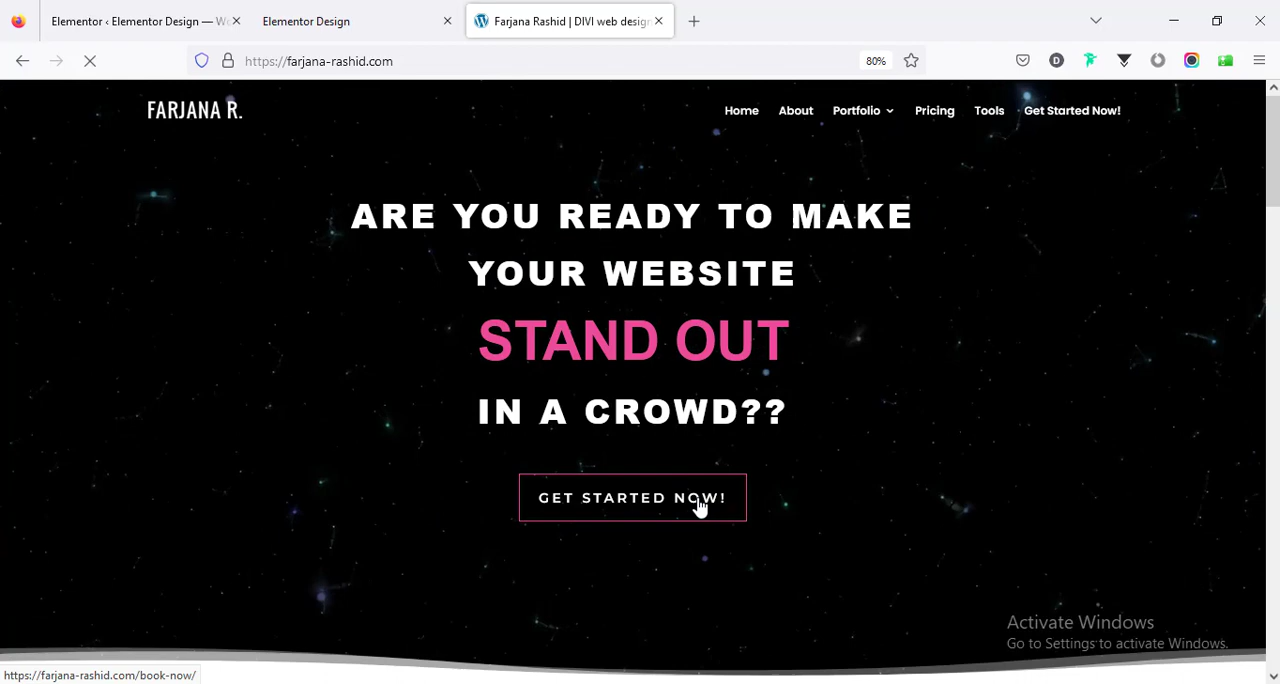 Elementor ‹ Elementor Design — W
Elementor Design
Farjana Rashid | DIVI web design
https://farjana-rashid.com
80%
D
FARJANA R.
Home
About
Portfolio
Pricing
Tools
Get Started Now!
ARE YOU READY TO MAKE
YOUR WEBSITE
STAND OUT
IN A CROWD??
GET STARTED NOW!
Activate Windows
Go to Settings to activate Windows.
https://farjana-rashid.com/book-now/